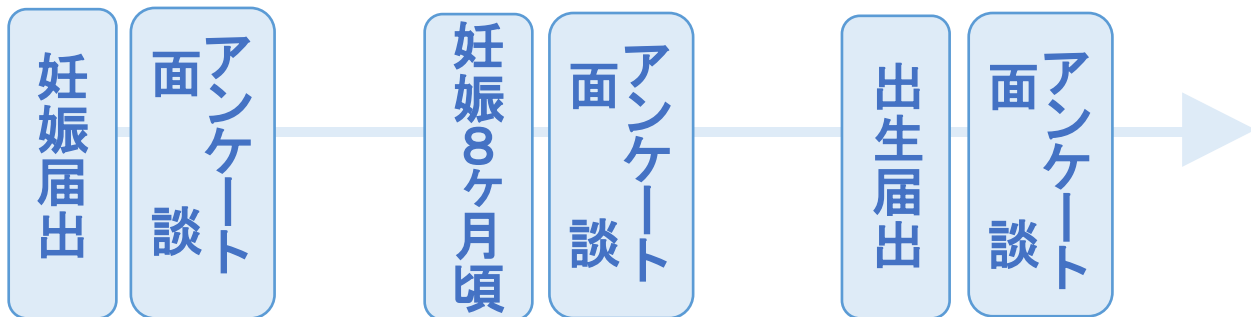 妊娠届出
アンケート
面談
妊娠８ヶ月頃
アンケート
面談
出生届出
アンケート
面談